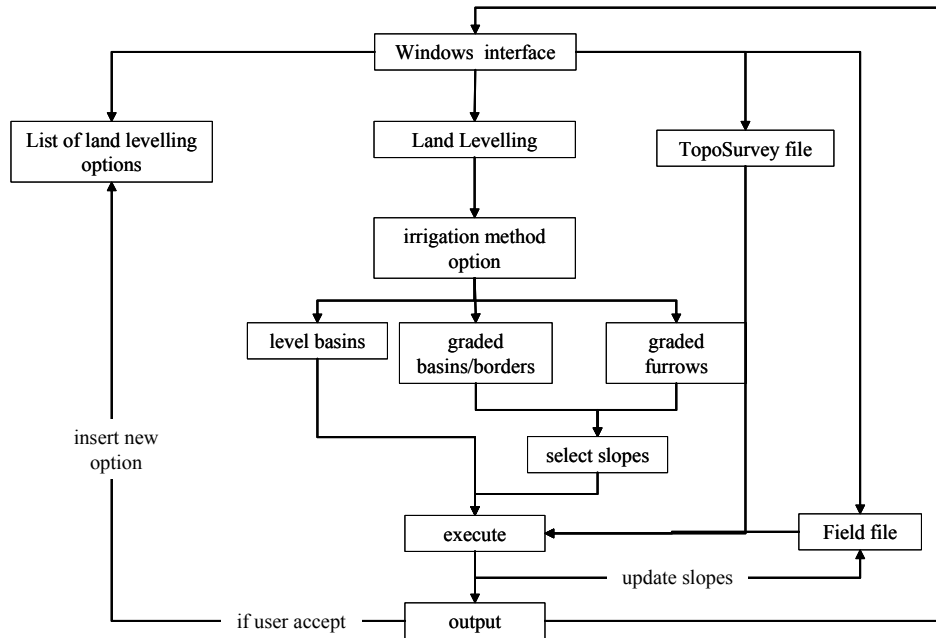 Windows interface
List of land levelling
options
Land Levelling
TopoSurvey file
irrigation method
option
level basins
graded
basins/borders
graded
furrows
insert new
option
select slopes
execute
Field file
update slopes
if user accept
output